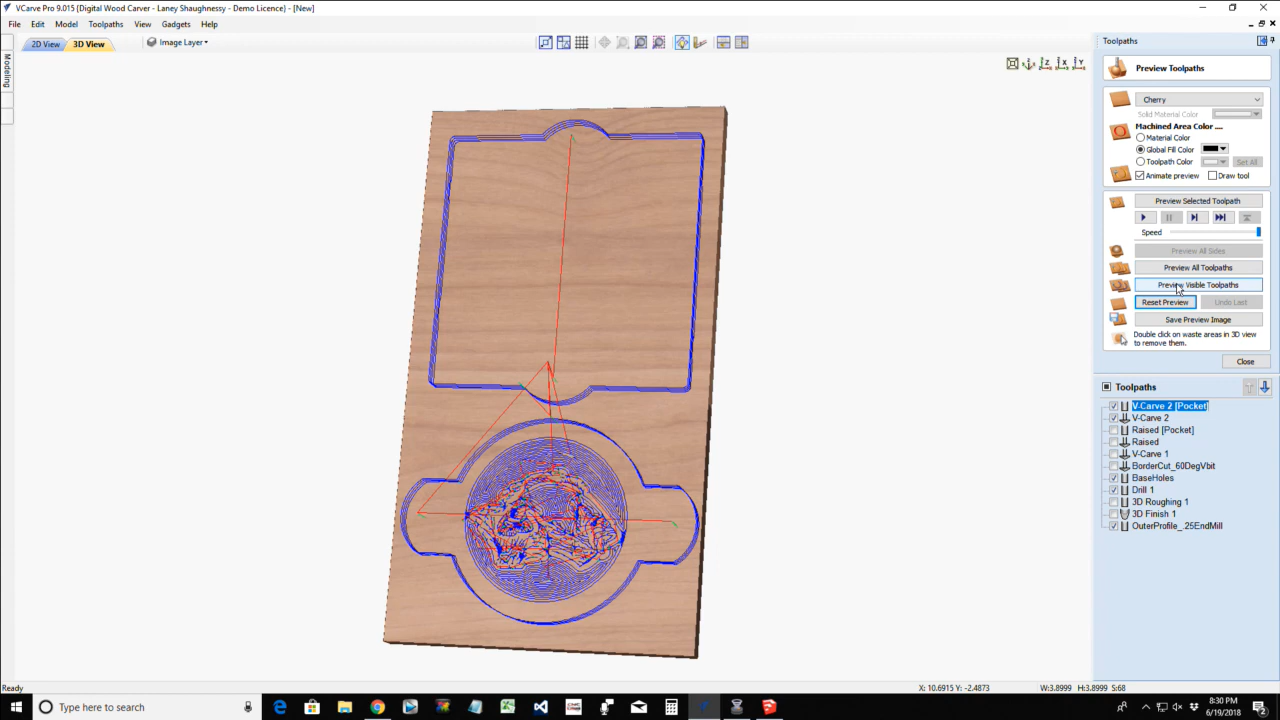 VCarve Pro 9.015 {Digital Wood Carver - Laney Shaughnessy - Demo Licence} - [New]
File Edit Model Toolpaths View Gadgets Help
2D View 3D View Image Layer
Modeling
Z X Y
Toolpaths
Preview Toolpaths
Cherry
Solid Material Color
Machined Area Color ....
Material Color
Global Fill Color
Toolpath Color Set All
Animate preview Draw tool
Preview Selected Toolpath
Speed
Preview All Sides
Preview All Toolpaths
Preview Visible Toolpaths
Reset Preview Undo Last
Save Preview Image
Double click on waste areas in 3D view
to remove them.
Close
Toolpaths
V-Carve 2 [Pocket]
V-Carve 2
Raised [Pocket]
Raised
V-Carve 1
BorderCut_60DegVbit
BaseHoles
Drill 1
3D Roughing 1
3D Finish 1
OuterProfile_.25EndMill
Ready X: 10.6915 Y: -2.4873 W:3.8999 H:3.8999 S:68
Type here to search
8:30 PM
6/19/2018
2